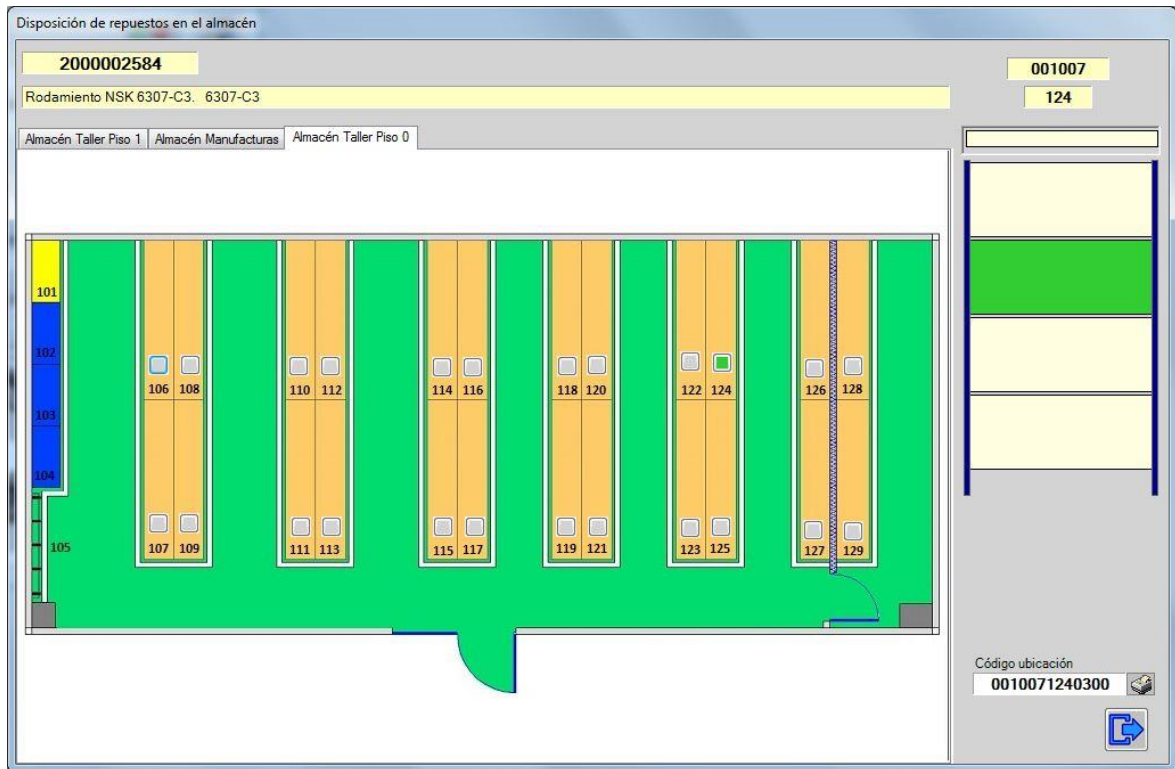 Disposición de repuestos en el almacén
2000002584
001007
Rodamiento NSK 6307-C3.   6307-C3
124
Almacén Taller Piso 1
Almacén Manufacturas
Almacén Taller Piso 0
101
102
106 108 110 112 114 116 118 120 122 124 126 128
103
104
105
107 109 111 113 115 117 119 121 123 125 127 129
Código ubicación
0010071240300